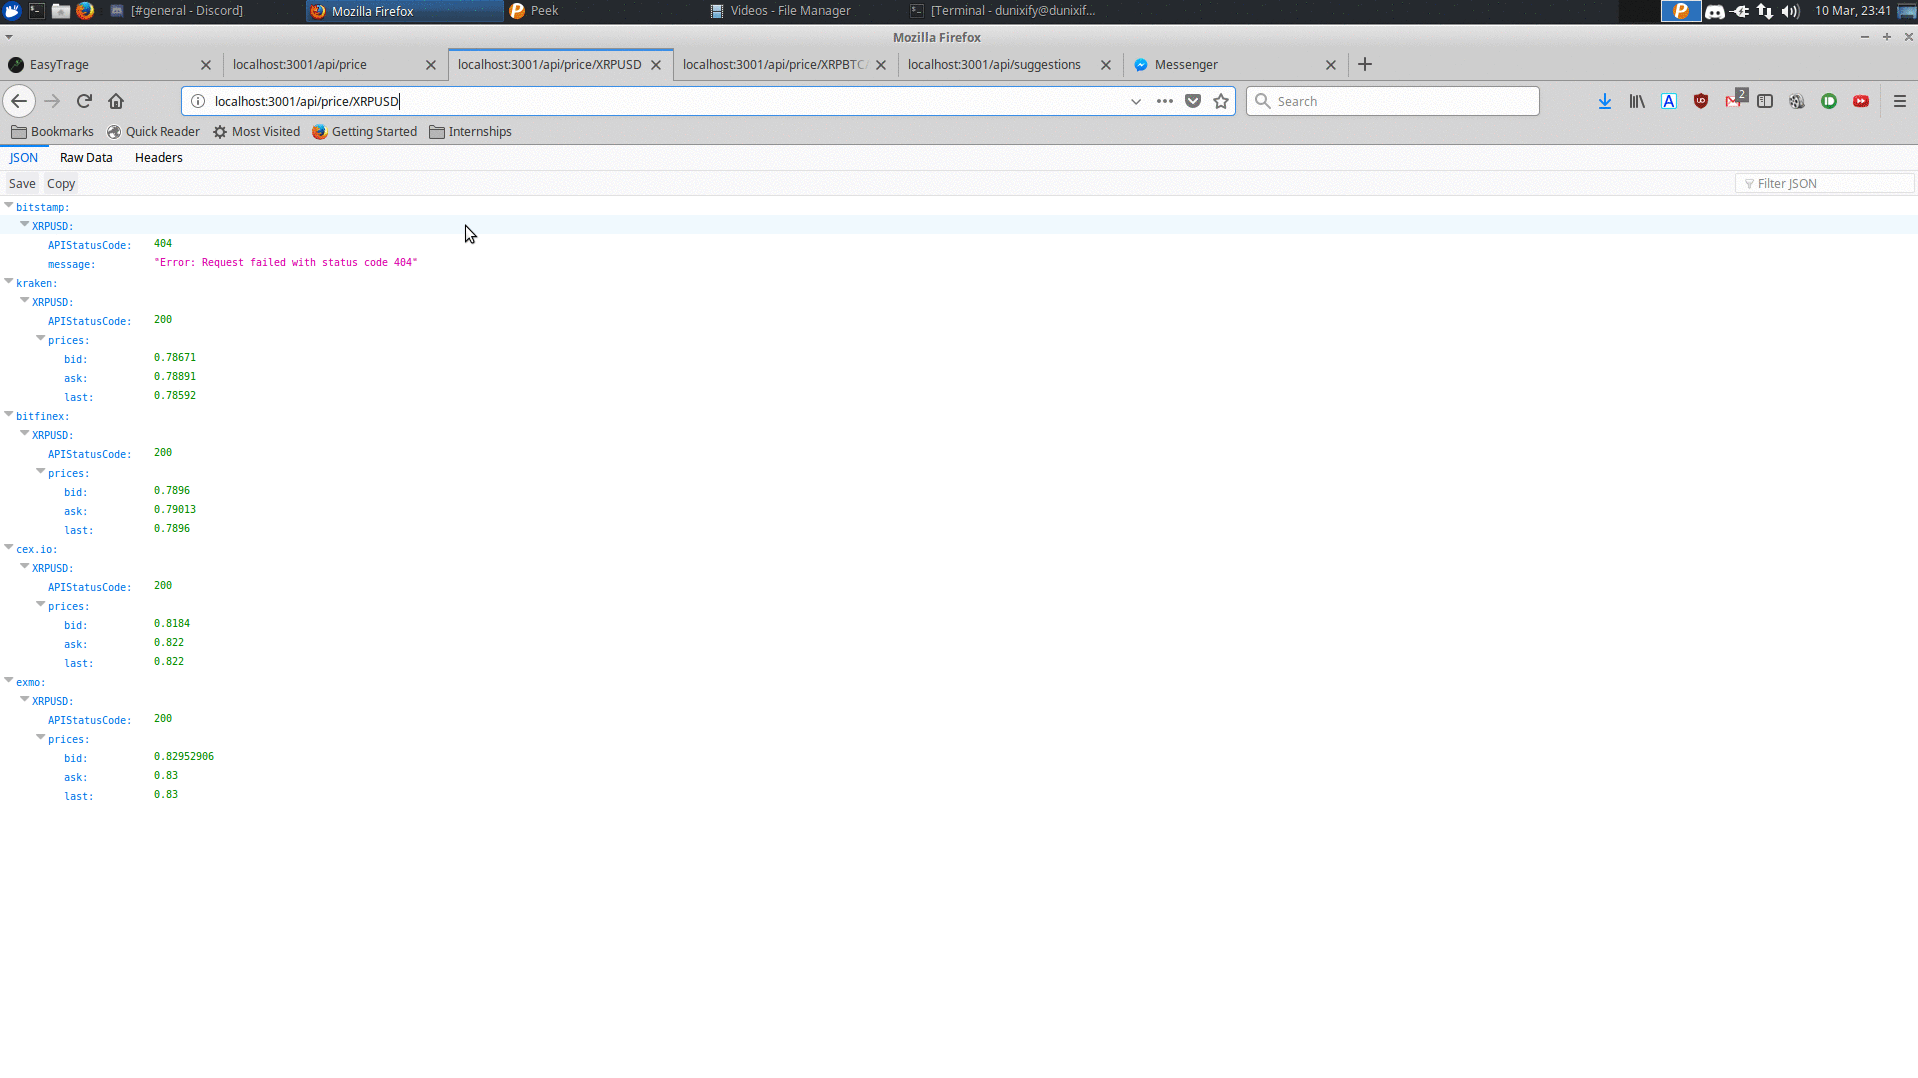 [#general - Discord]
Mozilla Firefox
Peek
Videos - File Manager
[Terminal - dunixify@dunixif...
10 Mar, 23:41
Mozilla Firefox
EasyTrage
localhost:3001/api/price
localhost:3001/api/price/XRPUSD
localhost:3001/api/price/XRPBTC/
localhost:3001/api/suggestions
Messenger
localhost:3001/api/price/XRPUSD
Search
2
Bookmarks
Quick Reader
Most Visited
Getting Started
Internships
JSON
Raw Data
Headers
Save
Copy
Filter JSON
bitstamp:
XRPUSD:
APIStatusCode: 404
message: "Error: Request failed with status code 404"
kraken:
XRPUSD:
APIStatusCode: 200
prices:
bid: 0.78671
ask: 0.78891
last: 0.78592
bitfinex:
XRPUSD:
APIStatusCode: 200
prices:
bid: 0.7896
ask: 0.79013
last: 0.7896
cex.io:
XRPUSD:
APIStatusCode: 200
prices:
bid: 0.8184
ask: 0.822
last: 0.822
exmo:
XRPUSD:
APIStatusCode: 200
prices:
bid: 0.82952906
ask: 0.83
last: 0.83